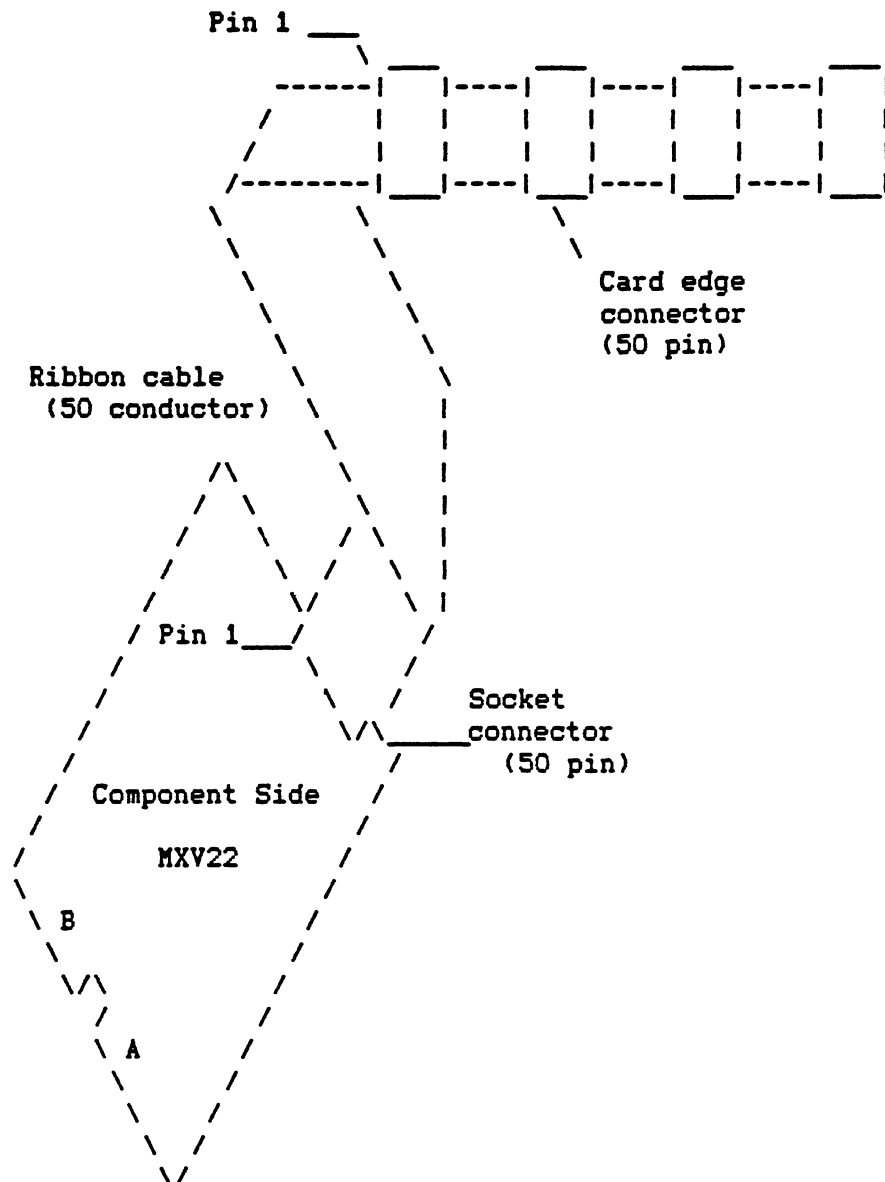 Pin 1
Card edge
connector
(50 pin)
Ribbon cable
(50 conductor)
Pin 1
Socket
connector
(50 pin)
Component Side
MXV22
B
A